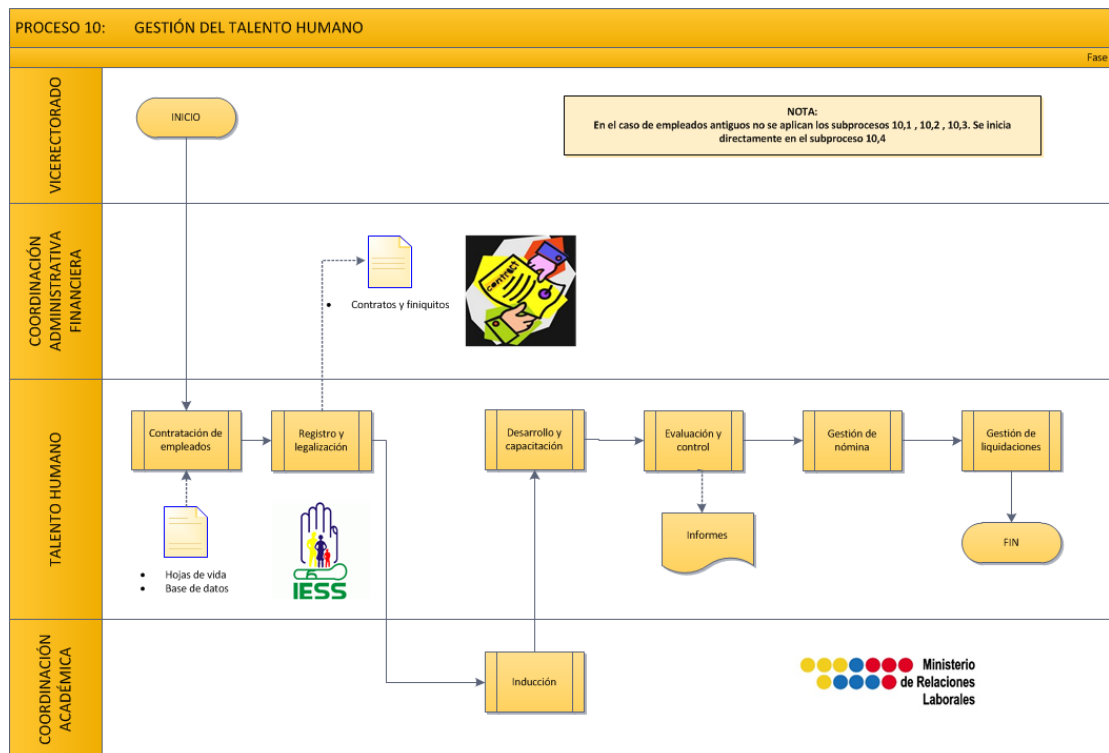 PROCESO 10: GESTIÓN DEL TALENTO HUMANO
Fase
VICERECTORADO
INICIO
NOTA:
En el caso de empleados antiguos no se aplican los subprocesos 10,1 , 10,2 , 10,3. Se inicia
directamente en el subproceso 10,4
COORDINACIÓN
ADMINISTRATIVA
FINANCIERA
• Contratos y finiquitos
contract
TALENTO HUMANO
Contratación de
empleados
Registro y
legalización
Desarrollo y
capacitación
Evaluación y
control
Gestión de
nómina
Gestión de
liquidaciones
• Hojas de vida
• Base de datos
IESS
Informes
FIN
COORDINACIÓN
ACADÉMICA
Inducción
Ministerio
de Relaciones
Laborales